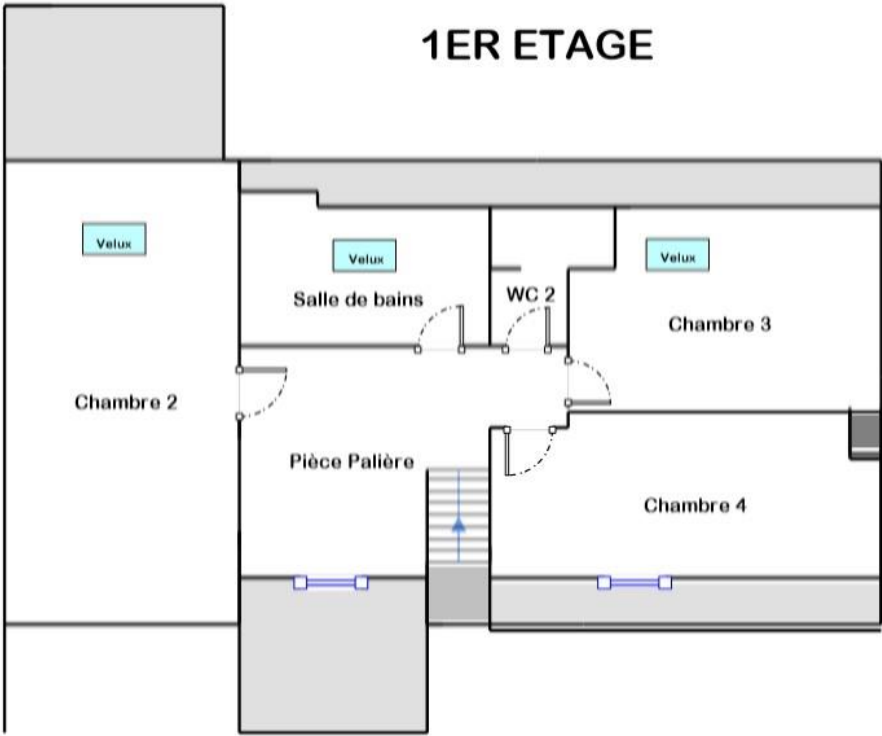 1ER ETAGE
Velux
Velux
Velux
Salle de bains
WC 2
Chambre 3
Chambre 2
Pièce Palière
Chambre 4